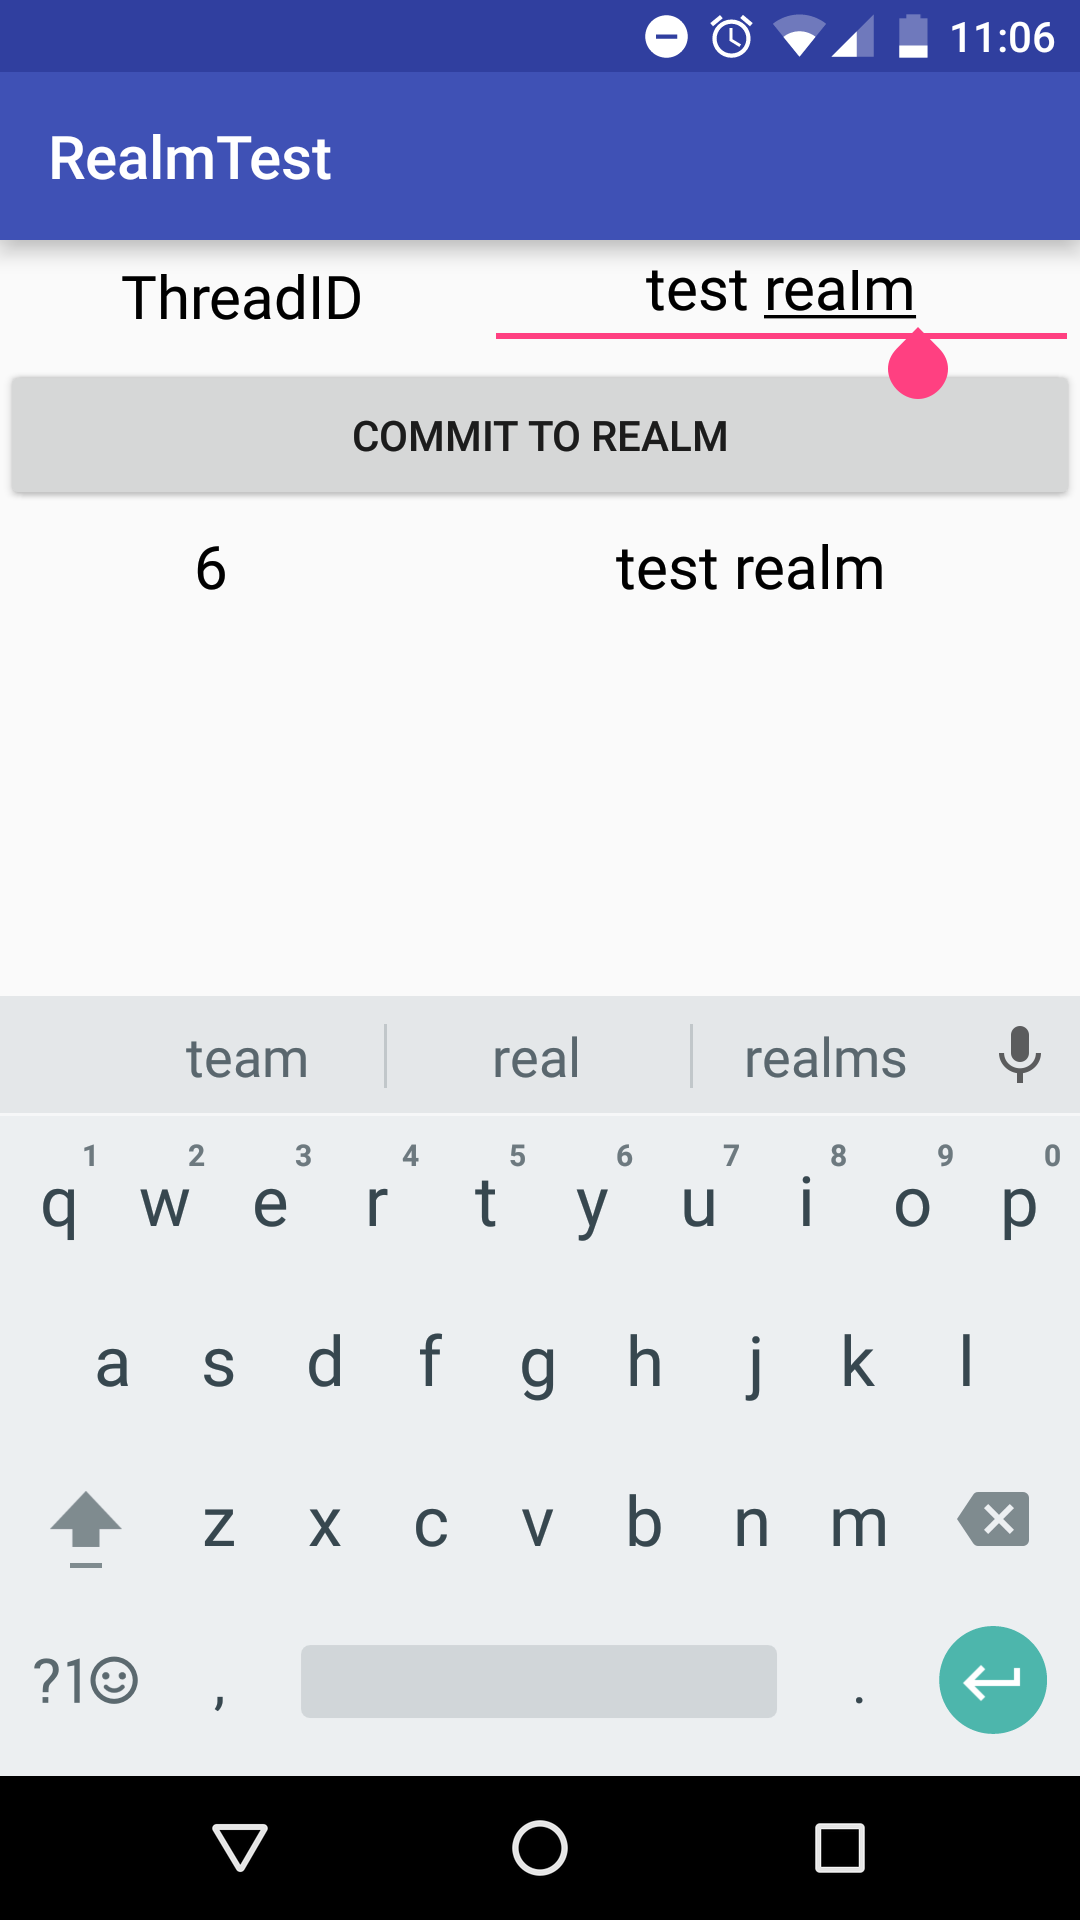 11:06
RealmTest
ThreadID test realm
COMMIT TO REALM
6 test realm
team real realms
1 2 3 4 5 6 7 8 9 0
q w e r t y u i o p
a s d f g h j k l
z x c v b n m
?1☺ , .